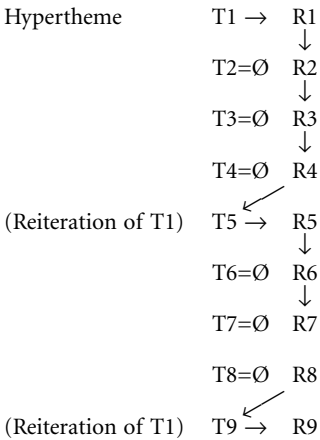 Hypertheme T1 → R1
T2=Ø R2
T3=Ø R3
T4=Ø R4
(Reiteration of T1) T5 → R5
T6=Ø R6
T7=Ø R7
T8=Ø R8
(Reiteration of T1) T9 → R9